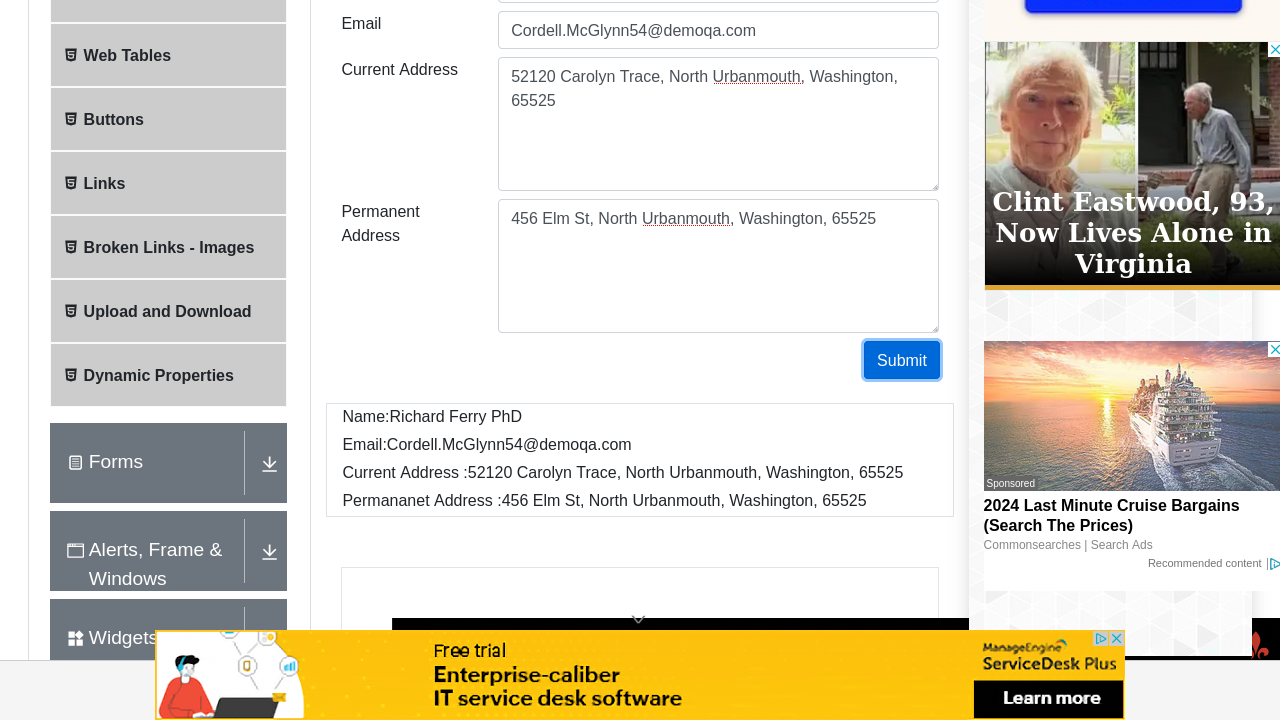 Web Tables
Buttons
Links
Broken Links - Images
Upload and Download
Dynamic Properties
Forms
Alerts, Frame &
Windows
Widgets
Email
Cordell.McGlynn54@demoqa.com
Current Address
52120 Carolyn Trace, North Urbanmouth, Washington,
65525
Permanent
Address
456 Elm St, North Urbanmouth, Washington, 65525
Submit
Name:Richard Ferry PhD
Email:Cordell.McGlynn54@demoqa.com
Current Address :52120 Carolyn Trace, North Urbanmouth, Washington, 65525
Permananet Address :456 Elm St, North Urbanmouth, Washington, 65525
Clint Eastwood, 93,
Now Lives Alone in
Virginia
Sponsored
2024 Last Minute Cruise Bargains
(Search The Prices)
Commonsearches | Search Ads
Recommended content
Free trial
Enterprise-caliber
IT service desk software
ManageEngine
ServiceDesk Plus
Learn more